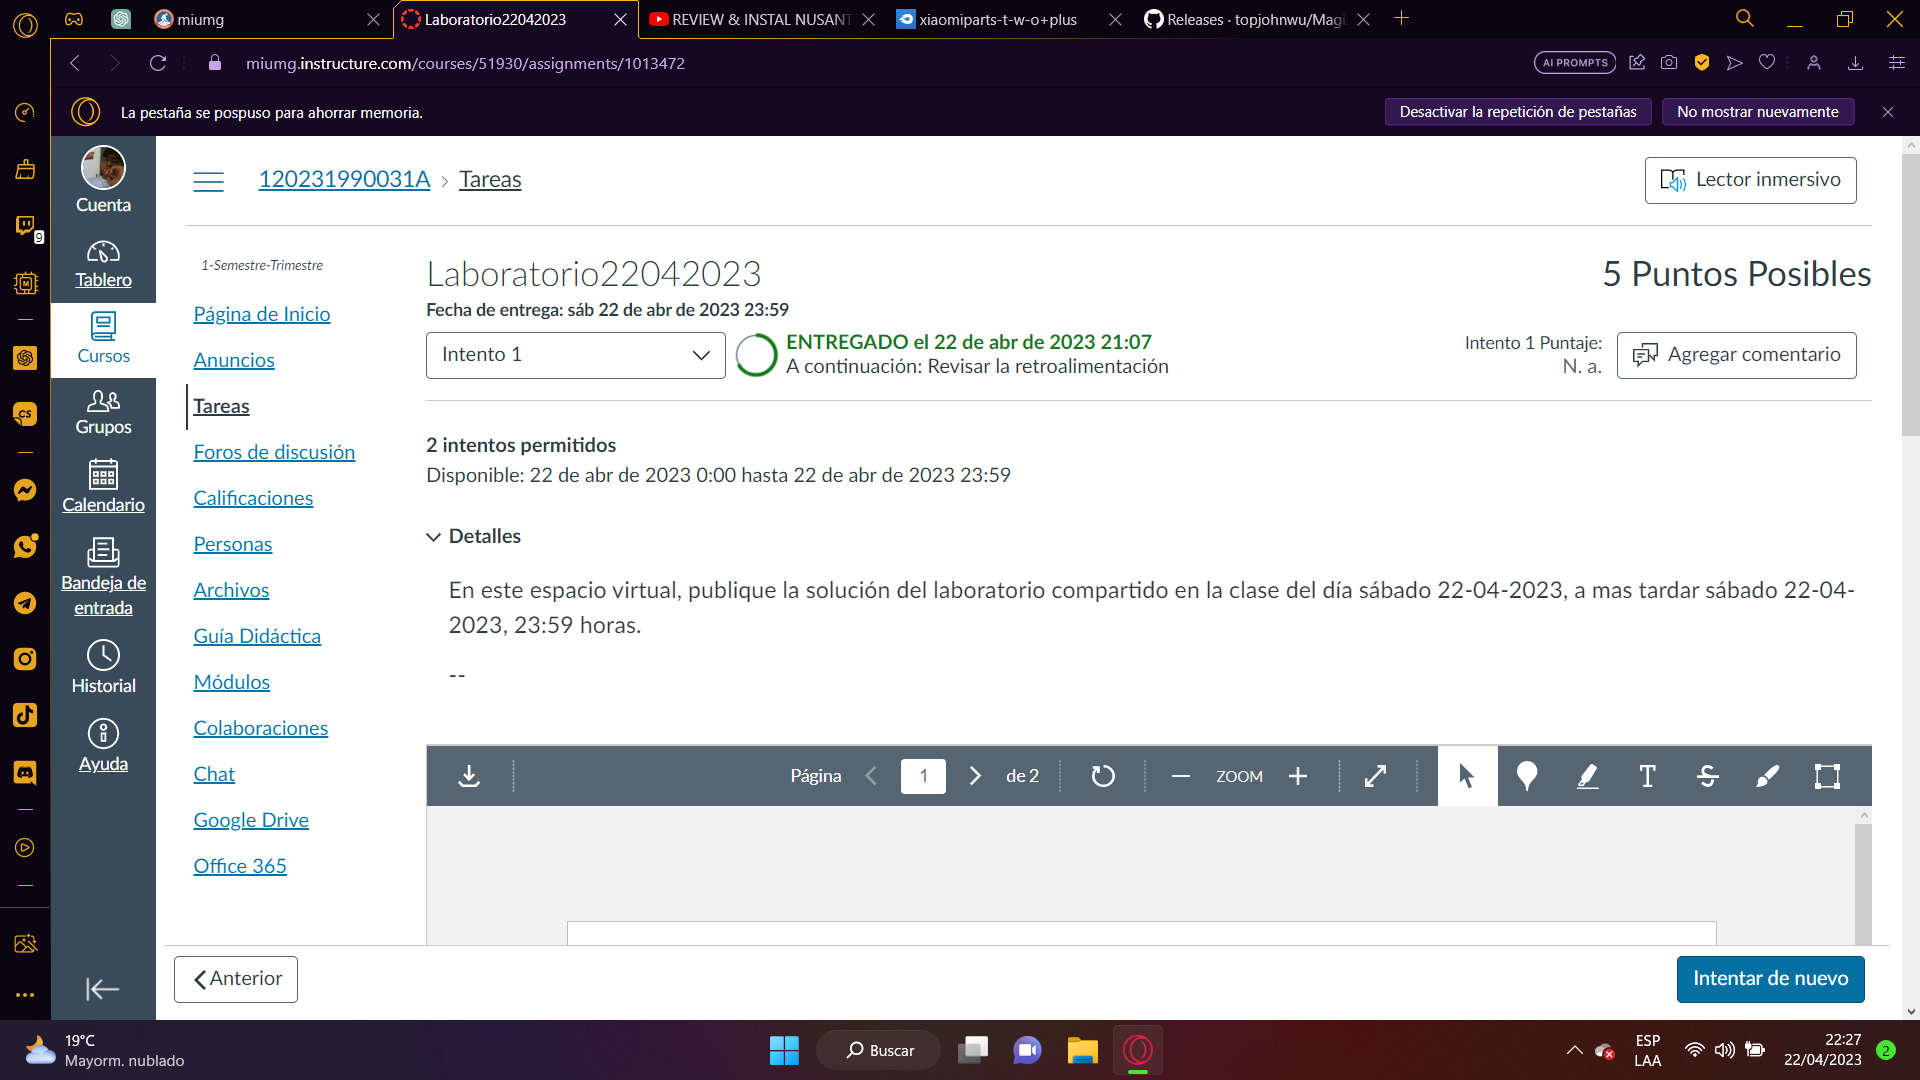 miumg
Laboratorio22042023
REVIEW & INSTAL NUSANT
xiaomiparts-t-w-o+plus
Releases · topjohnwu/Magi
miumg.instructure.com/courses/51930/assignments/1013472
AI PROMPTS
La pestaña se pospuso para ahorrar memoria.
Desactivar la repetición de pestañas
No mostrar nuevamente
9
CS
Cuenta
Tablero
Cursos
Grupos
Calendario
Bandeja de
entrada
Historial
Ayuda
120231990031A
Tareas
Lector inmersivo
1-Semestre-Trimestre
Página de Inicio
Anuncios
Tareas
Foros de discusión
Calificaciones
Personas
Archivos
Guía Didáctica
Módulos
Colaboraciones
Chat
Google Drive
Office 365
Laboratorio22042023
5 Puntos Posibles
Fecha de entrega: sáb 22 de abr de 2023 23:59
Intento 1
ENTREGADO el 22 de abr de 2023 21:07
A continuación: Revisar la retroalimentación
Intento 1 Puntaje:
N. a.
Agregar comentario
2 intentos permitidos
Disponible: 22 de abr de 2023 0:00 hasta 22 de abr de 2023 23:59
Detalles
En este espacio virtual, publique la solución del laboratorio compartido en la clase del día sábado 22-04-2023, a mas tardar sábado 22-04-
2023, 23:59 horas.
--
Página
1
de 2
ZOOM
Anterior
Intentar de nuevo
19°C
Mayorm. nublado
Buscar
ESP
LAA
22:27
22/04/2023
2